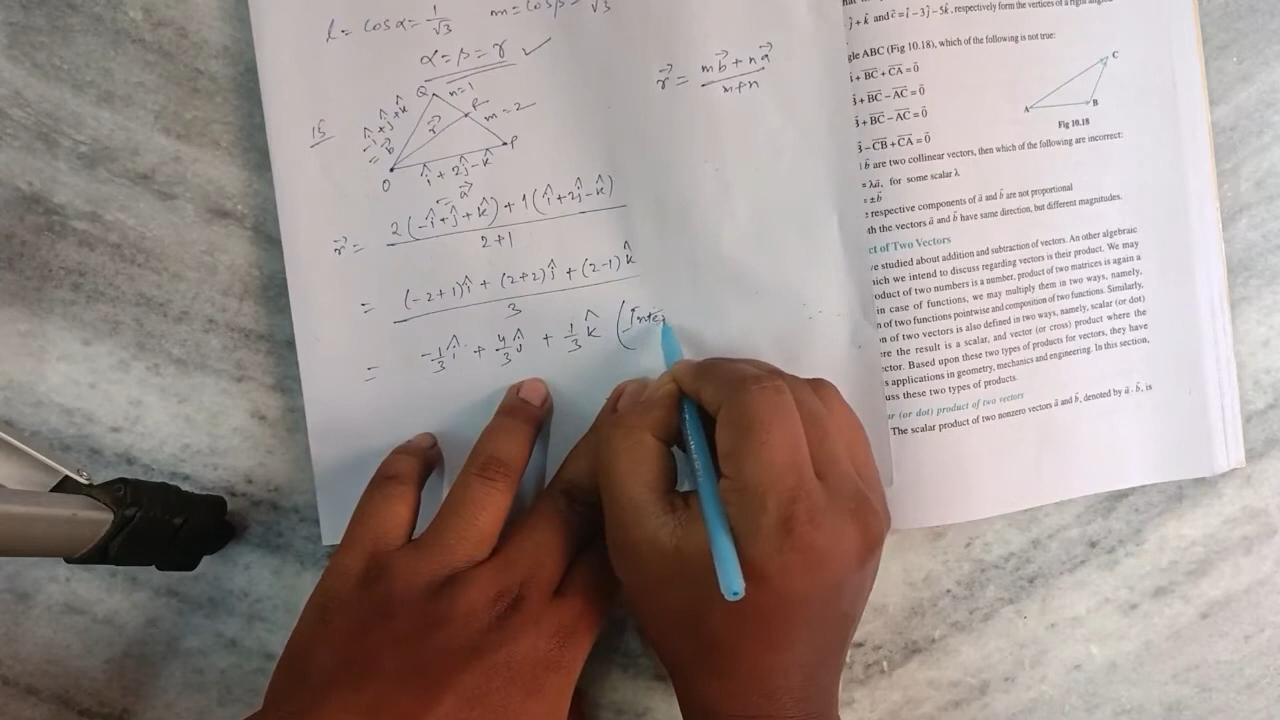 l = cosα = 1/√3 m = cosβ = 1/√3
α = β = γ ✓
15
Q n=1
R
m=2
P
O
r⃗
-î + ĵ + k̂
= b⃗
î + 2ĵ - k̂
= a⃗
r⃗ = (mb⃗ + na⃗)/(m+n)
r⃗ = (2(-î + ĵ + k̂) + 1(î + 2ĵ - k̂))/(2+1)
= ((-2+1)î + (2+2)ĵ + (2-1)k̂)/3
= -1/3 î + 4/3 ĵ + 1/3 k̂ (Inte
ĵ + k̂ and c⃗ = î - 3ĵ - 5k̂, respectively form the vertices of a right angled
gle ABC (Fig 10.18), which of the following is not true:
+ BC⃗ + CA⃗ = 0⃗
+ BC⃗ - AC⃗ = 0⃗
+ BC⃗ - AC⃗ = 0⃗
- CB⃗ + CA⃗ = 0⃗
A
B
C
Fig 10.18
b⃗ are two collinear vectors, then which of the following are incorrect:
= λa⃗, for some scalar λ
= ±b⃗
respective components of a⃗ and b⃗ are not proportional
th the vectors a⃗ and b⃗ have same direction, but different magnitudes.
ct of Two Vectors
e studied about addition and subtraction of vectors. An other algebraic
hich we intend to discuss regarding vectors is their product. We may
oduct of two numbers is a number, product of two matrices is again a
in case of functions, we may multiply them in two ways, namely,
n of two functions pointwise and composition of two functions. Similarly,
on of two vectors is also defined in two ways, namely, scalar (or dot)
ere the result is a scalar, and vector (or cross) product where the
ector. Based upon these two types of products for vectors, they have
s applications in geometry, mechanics and engineering. In this section,
uss these two types of products.
ar (or dot) product of two vectors
The scalar product of two nonzero vectors a⃗ and b⃗, denoted by a⃗ · b⃗, is